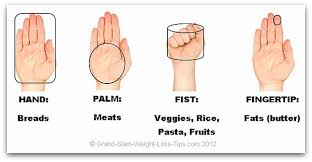 HAND:
Breads
PALM:
Meats
FIST:
Veggies, Rice,
Pasta, Fruits
FINGERTIP:
Fats (butter)
© Grand-Slam-Weight-Loss-Tips.com 2012